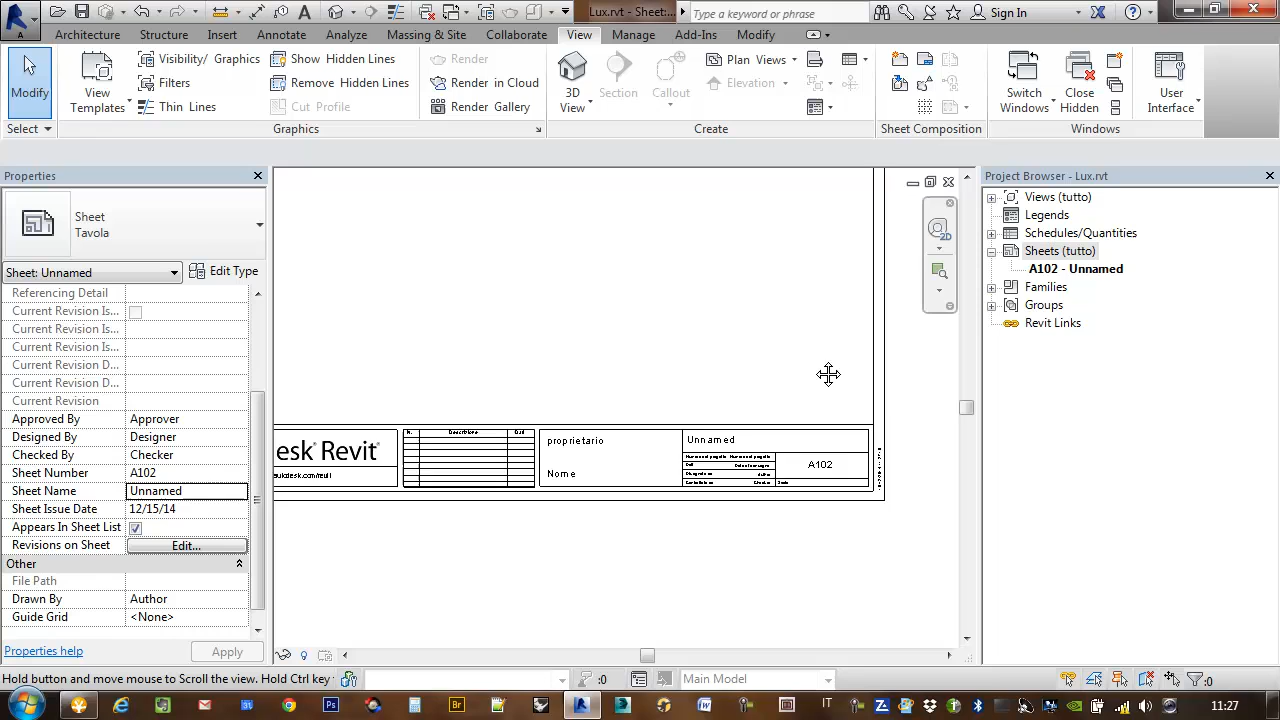 Lux.rvt - Sheet:...
Type a keyword or phrase
Sign In
Architecture
Structure
Insert
Annotate
Analyze
Massing & Site
Collaborate
View
Manage
Add-Ins
Modify
Modify
View Templates
Visibility/ Graphics
Filters
Thin Lines
Show Hidden Lines
Remove Hidden Lines
Cut Profile
Render
Render in Cloud
Render Gallery
3D View
Section
Callout
Plan Views
Elevation
Switch Windows
Close Hidden
User Interface
Select
Graphics
Create
Sheet Composition
Windows
Properties
Sheet
Tavola
Sheet: Unnamed
Edit Type
Referencing Detail
Current Revision Is...
Current Revision Is...
Current Revision Is...
Current Revision D...
Current Revision D...
Current Revision
Approved By Approver
Designed By Designer
Checked By Checker
Sheet Number A102
Sheet Name Unnamed
Sheet Issue Date 12/15/14
Appears In Sheet List
Revisions on Sheet Edit...
Other
File Path
Drawn By Author
Guide Grid <None>
Properties help
Apply
esk Revit
proprietario
Nome
Unnamed
A102
2D
Project Browser - Lux.rvt
Views (tutto)
Legends
Schedules/Quantities
Sheets (tutto)
A102 - Unnamed
Families
Groups
Revit Links
Hold button and move mouse to Scroll the view. Hold Ctrl key
:0
Main Model
:0
IT
11:27